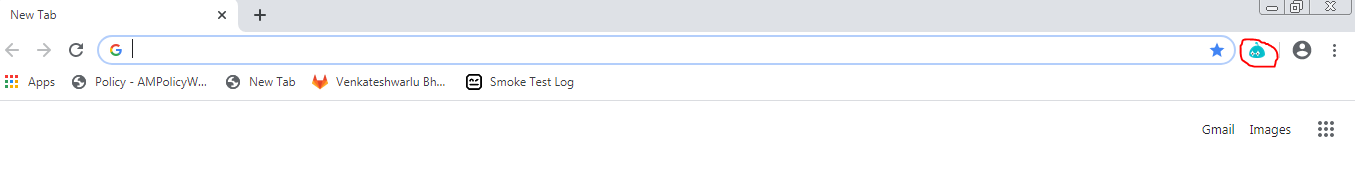 New Tab
Apps Policy - AMPolicyW... New Tab Venkateshwarlu Bh... Smoke Test Log
Gmail Images